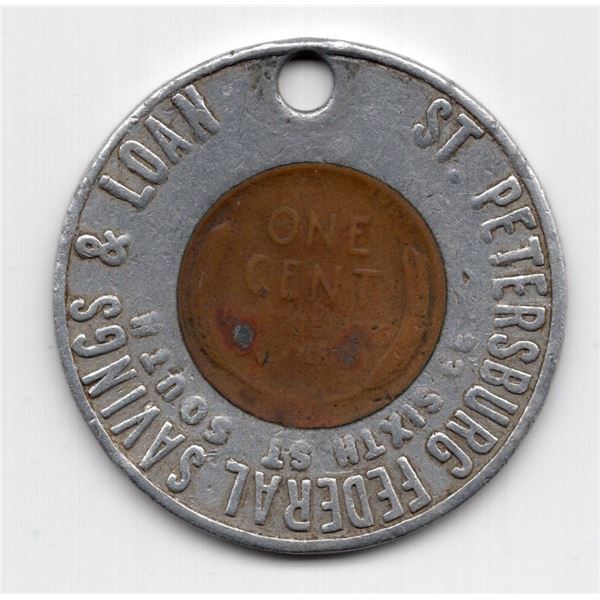 ST. PETERSBURG FEDERAL SAVINGS & LOAN
SIXTH ST SOUTH
ONE
CENT